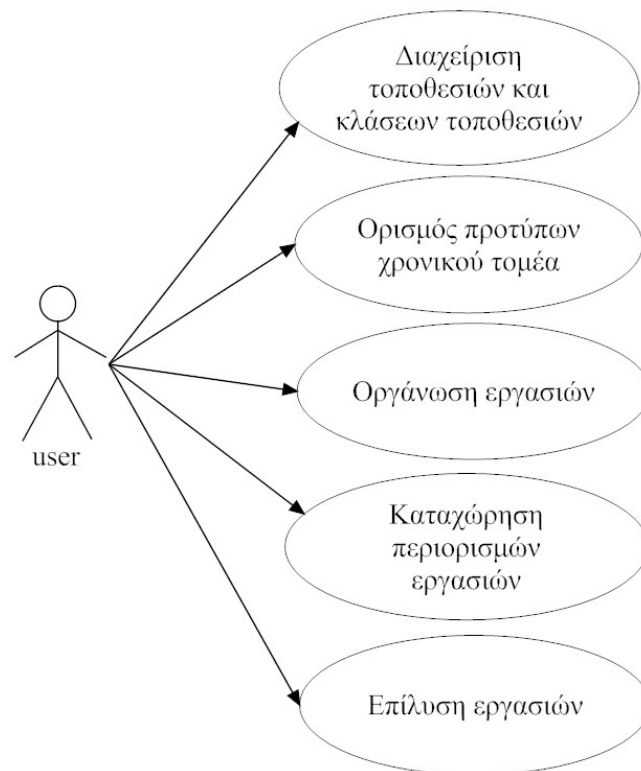 Διαχείριση
τοποθεσιών και
κλάσεων τοποθεσιών
Ορισμός προτύπων
χρονικού τομέα
Οργάνωση εργασιών
user
Καταχώρηση
περιορισμών
εργασιών
Επίλυση εργασιών